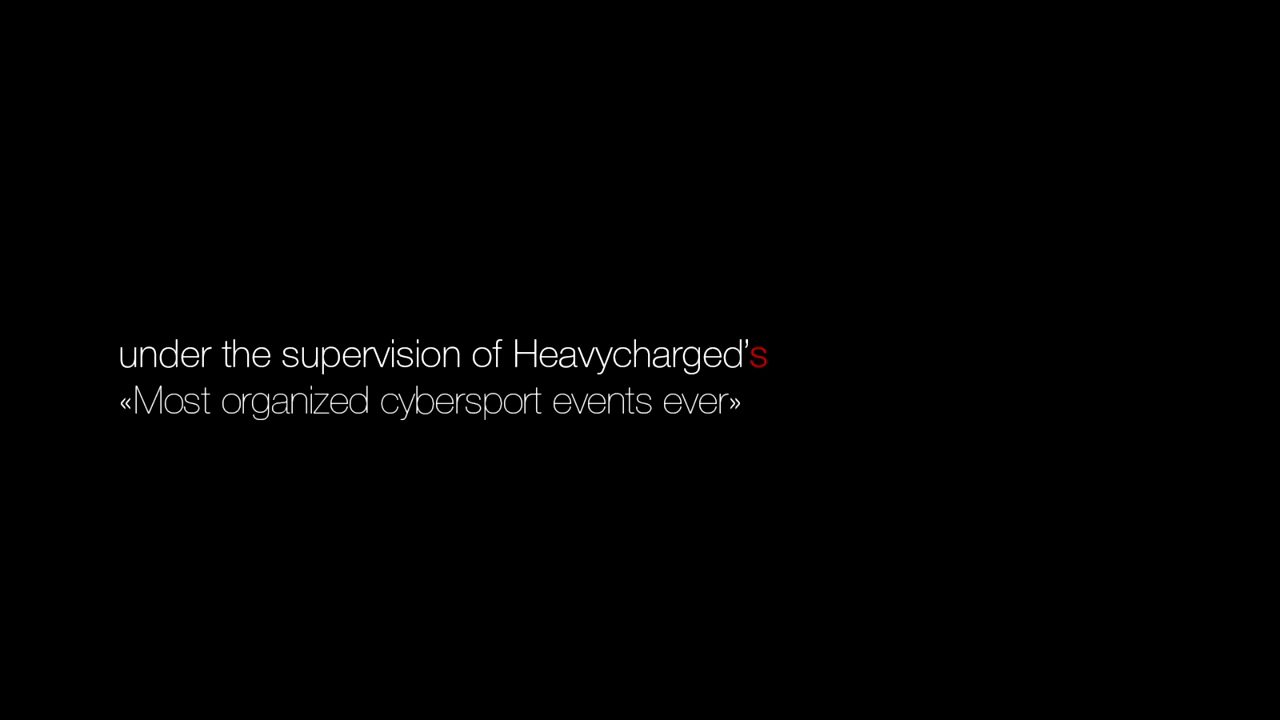 under the supervision of Heavycharged’s
«Most organized cybersport events ever»